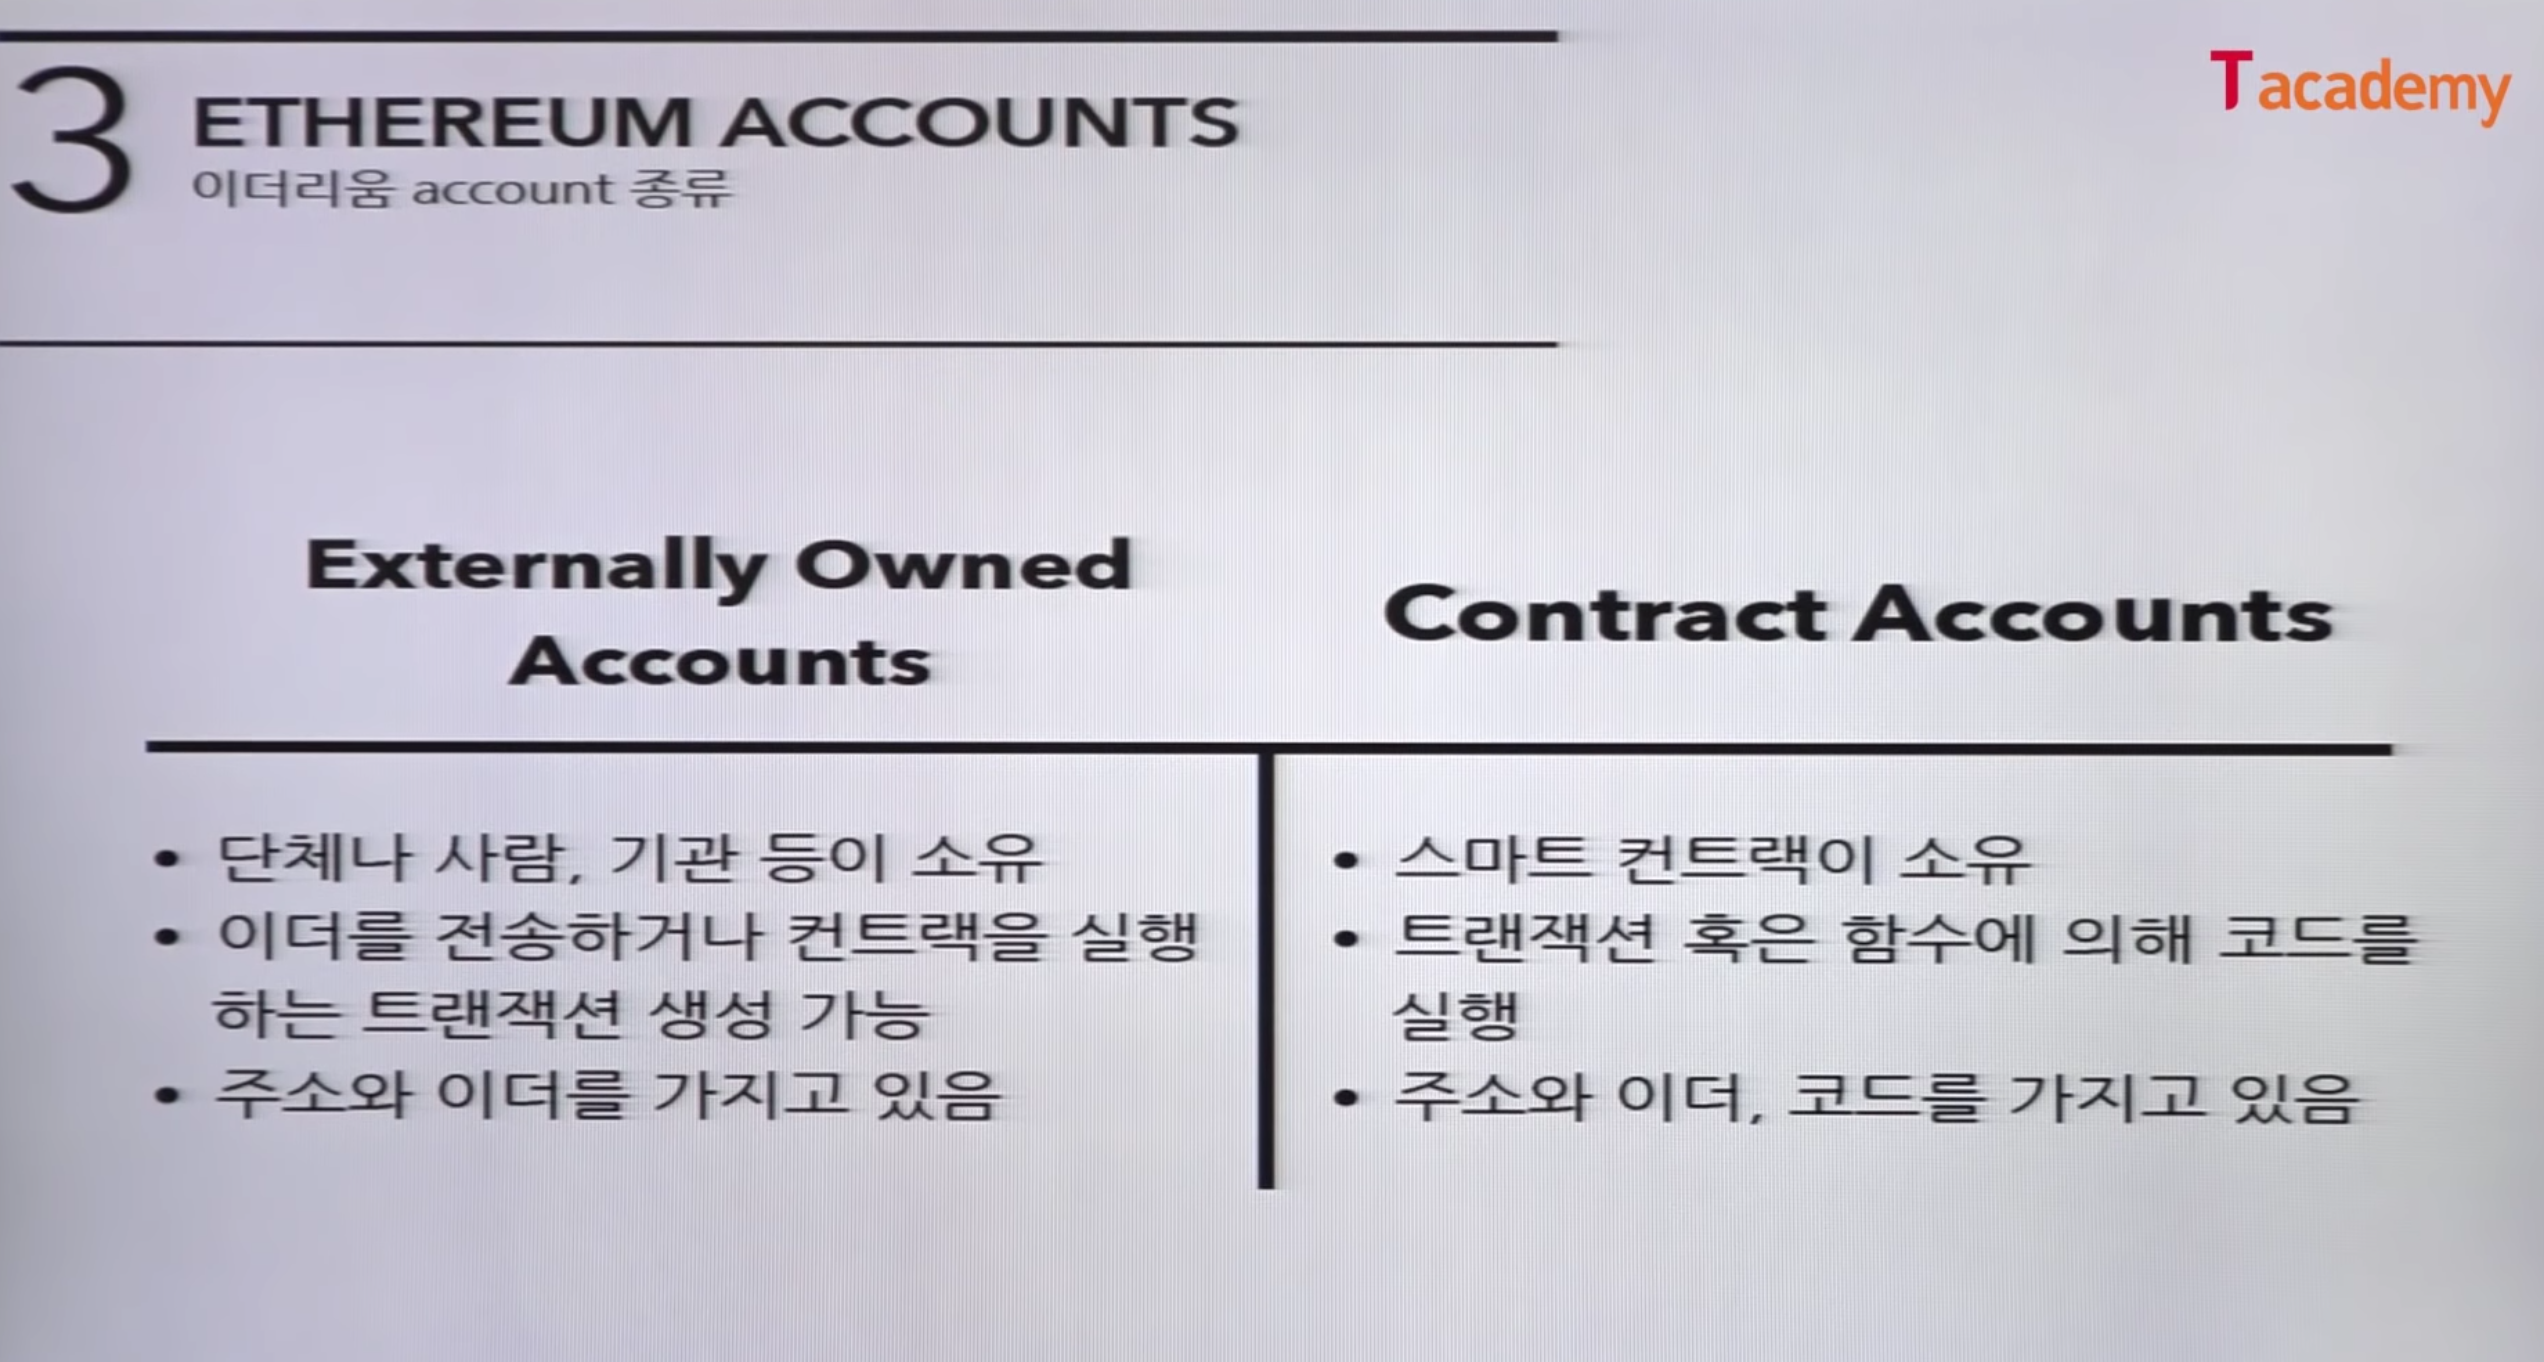 3
ETHEREUM ACCOUNTS
이더리움 account 종류
T academy
Externally Owned
Accounts
• 단체나 사람, 기관 등이 소유
• 이더를 전송하거나 컨트랙을 실행
하는 트랜잭션 생성 가능
• 주소와 이더를 가지고 있음
Contract Accounts
• 스마트 컨트랙이 소유
• 트랜잭션 혹은 함수에 의해 코드를
실행
• 주소와 이더, 코드를 가지고 있음